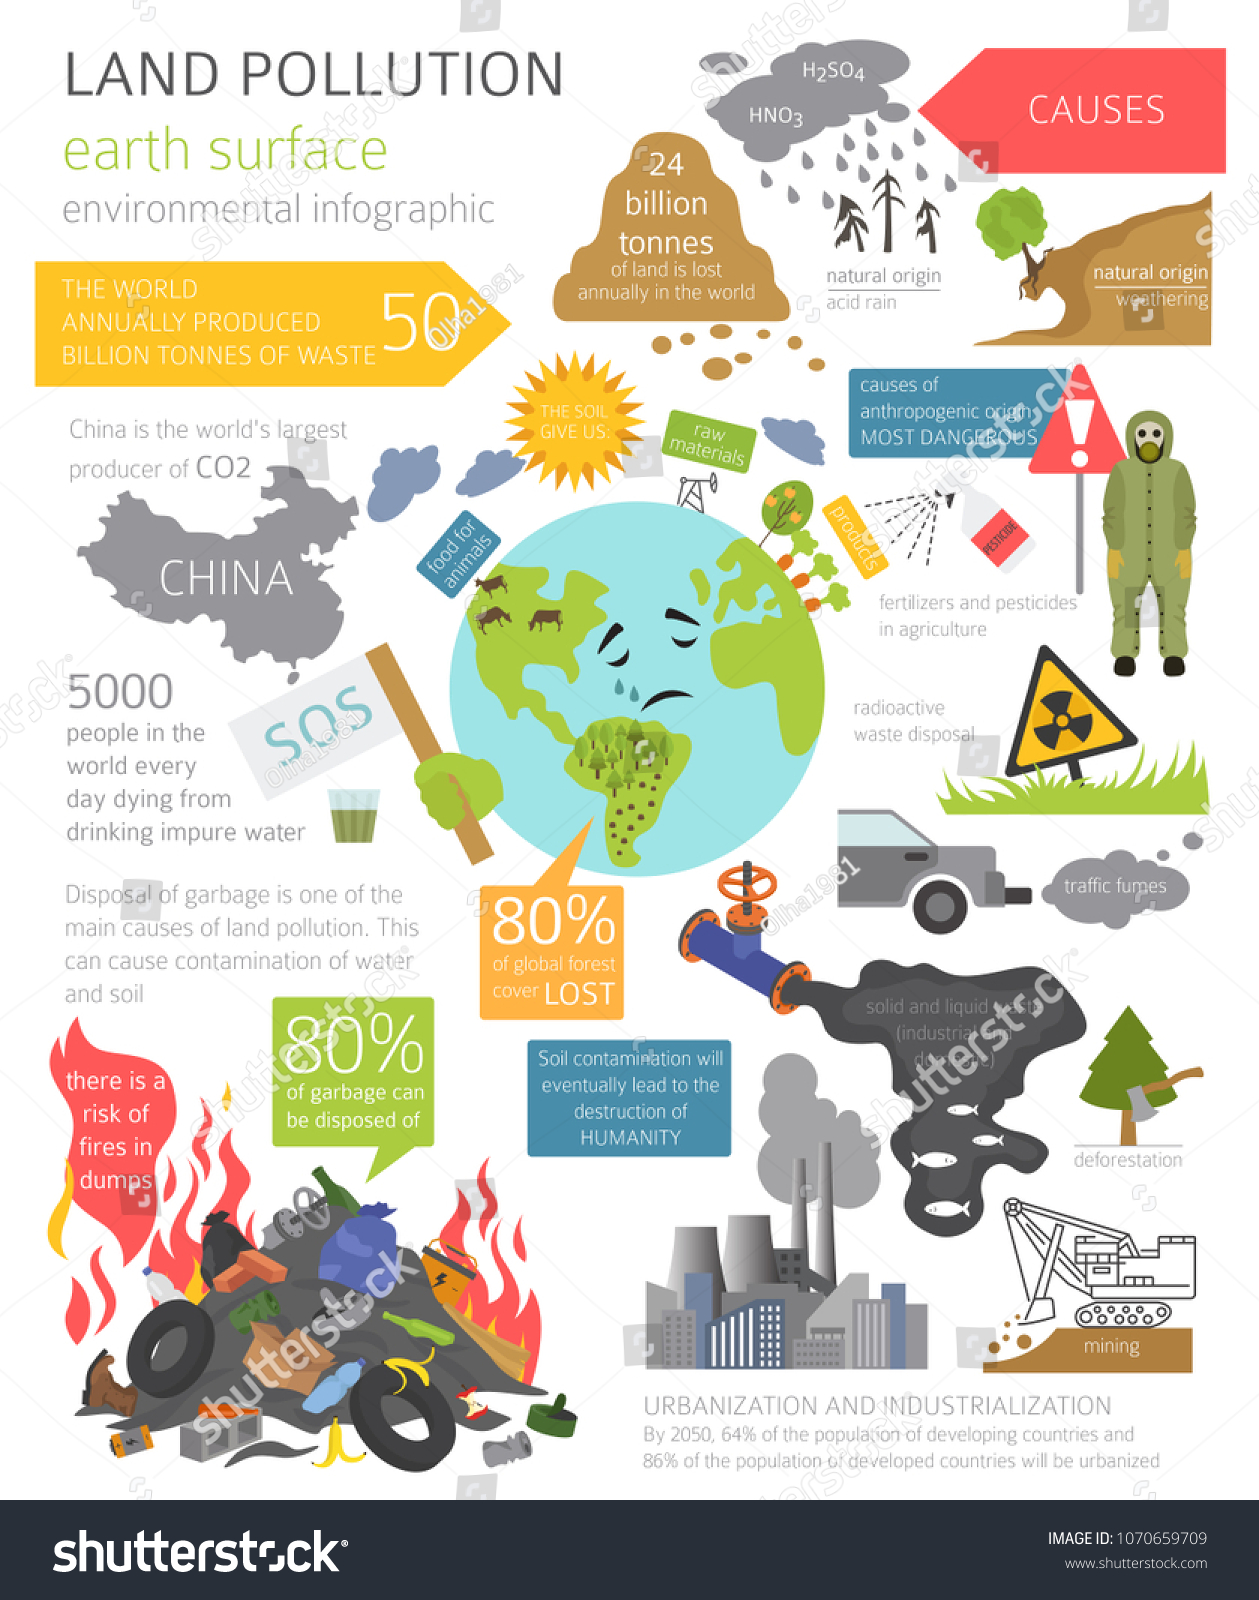 LAND POLLUTION
earth surface
environmental infographic
THE WORLD
ANNUALLY PRODUCED
BILLION TONNES OF WASTE
50
24
billion
tonnes
of land is lost
annually in the world
H2SO4
HNO3
CAUSES
natural origin
acid rain
natural origin
weathering
China is the world's largest
producer of CO2
CHINA
THE SOIL
GIVE US:
raw
materials
food for
animals
products
causes of
anthropogenic origin
MOST DANGEROUS
!
PESTICIDE
fertilizers and pesticides
in agriculture
5000
people in the
world every
day dying from
drinking impure water
SOS
radioactive
waste disposal
traffic fumes
Disposal of garbage is one of the
main causes of land pollution. This
can cause contamination of water
and soil
80%
of global forest
cover LOST
solid and liquid waste
(industrial
80%
of garbage can
be disposed of
there is a
risk of
fires in
dumps
Soil contamination will
eventually lead to the
destruction of
HUMANITY
deforestation
mining
URBANIZATION AND INDUSTRIALIZATION
By 2050, 64% of the population of developing countries and
86% of the population of developed countries will be urbanized
shutterstock
Olha1981
shutterstock
IMAGE ID: 1070659709
www.shutterstock.com